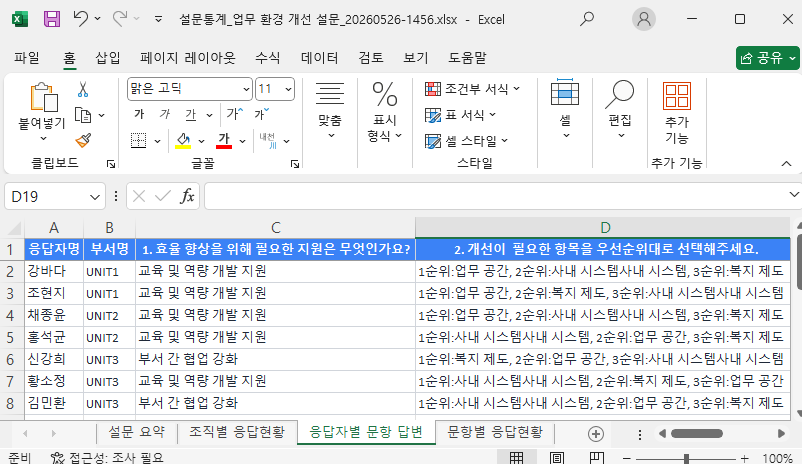 설문통계_업무 환경 개선 설문_20260526-1456.xlsx - Excel
파일 홈 삽입 페이지 레이아웃 수식 데이터 검토 보기 도움말 공유
붙여넣기
클립보드
맑은 고딕 11
가 가 가 가 가
가 내천
글꼴
맞춤
표시 형식
조건부 서식
표 서식
셀 스타일
스타일
셀
편집
추가 기능
추가 기능
D19 fx
A B C D
1 응답자명 부서명 1. 효율 향상을 위해 필요한 지원은 무엇인가요? 2. 개선이 필요한 항목을 우선순위대로 선택해주세요.
2 강바다 UNIT1 교육 및 역량 개발 지원 1순위:업무 공간, 2순위:사내 시스템사내 시스템, 3순위:복지 제도
3 조현지 UNIT1 교육 및 역량 개발 지원 1순위:업무 공간, 2순위:복지 제도, 3순위:사내 시스템사내 시스템
4 채종윤 UNIT2 교육 및 역량 개발 지원 1순위:업무 공간, 2순위:사내 시스템사내 시스템, 3순위:복지 제도
5 홍석균 UNIT2 교육 및 역량 개발 지원 1순위:사내 시스템사내 시스템, 2순위:업무 공간, 3순위:복지 제도
6 신강희 UNIT3 부서 간 협업 강화 1순위:복지 제도, 2순위:업무 공간, 3순위:사내 시스템사내 시스템
7 황소정 UNIT3 교육 및 역량 개발 지원 1순위:사내 시스템사내 시스템, 2순위:복지 제도, 3순위:업무 공간
8 김민환 UNIT3 부서 간 협업 강화 1순위:사내 시스템사내 시스템, 2순위:업무 공간, 3순위:복지 제도
설문 요약 조직별 응답현황 응답자별 문항 답변 문항별 응답현황
준비 접근성: 조사 필요 100%